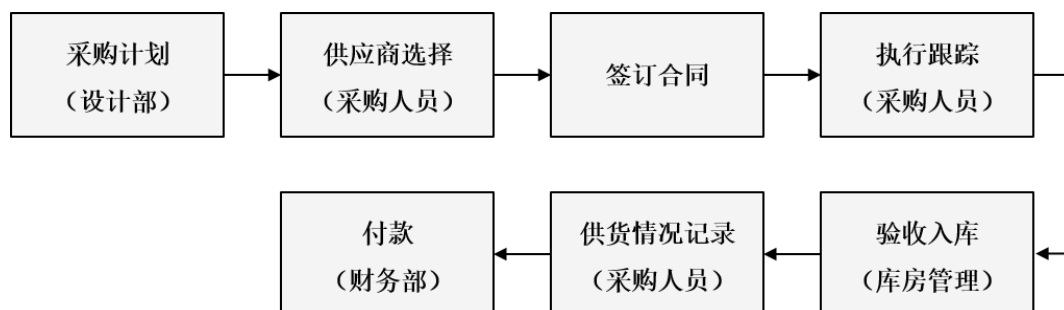 采购计划
（设计部）
供应商选择
（采购人员）
签订合同
执行跟踪
（采购人员）
验收入库
（库房管理）
供货情况记录
（采购人员）
付款
（财务部）